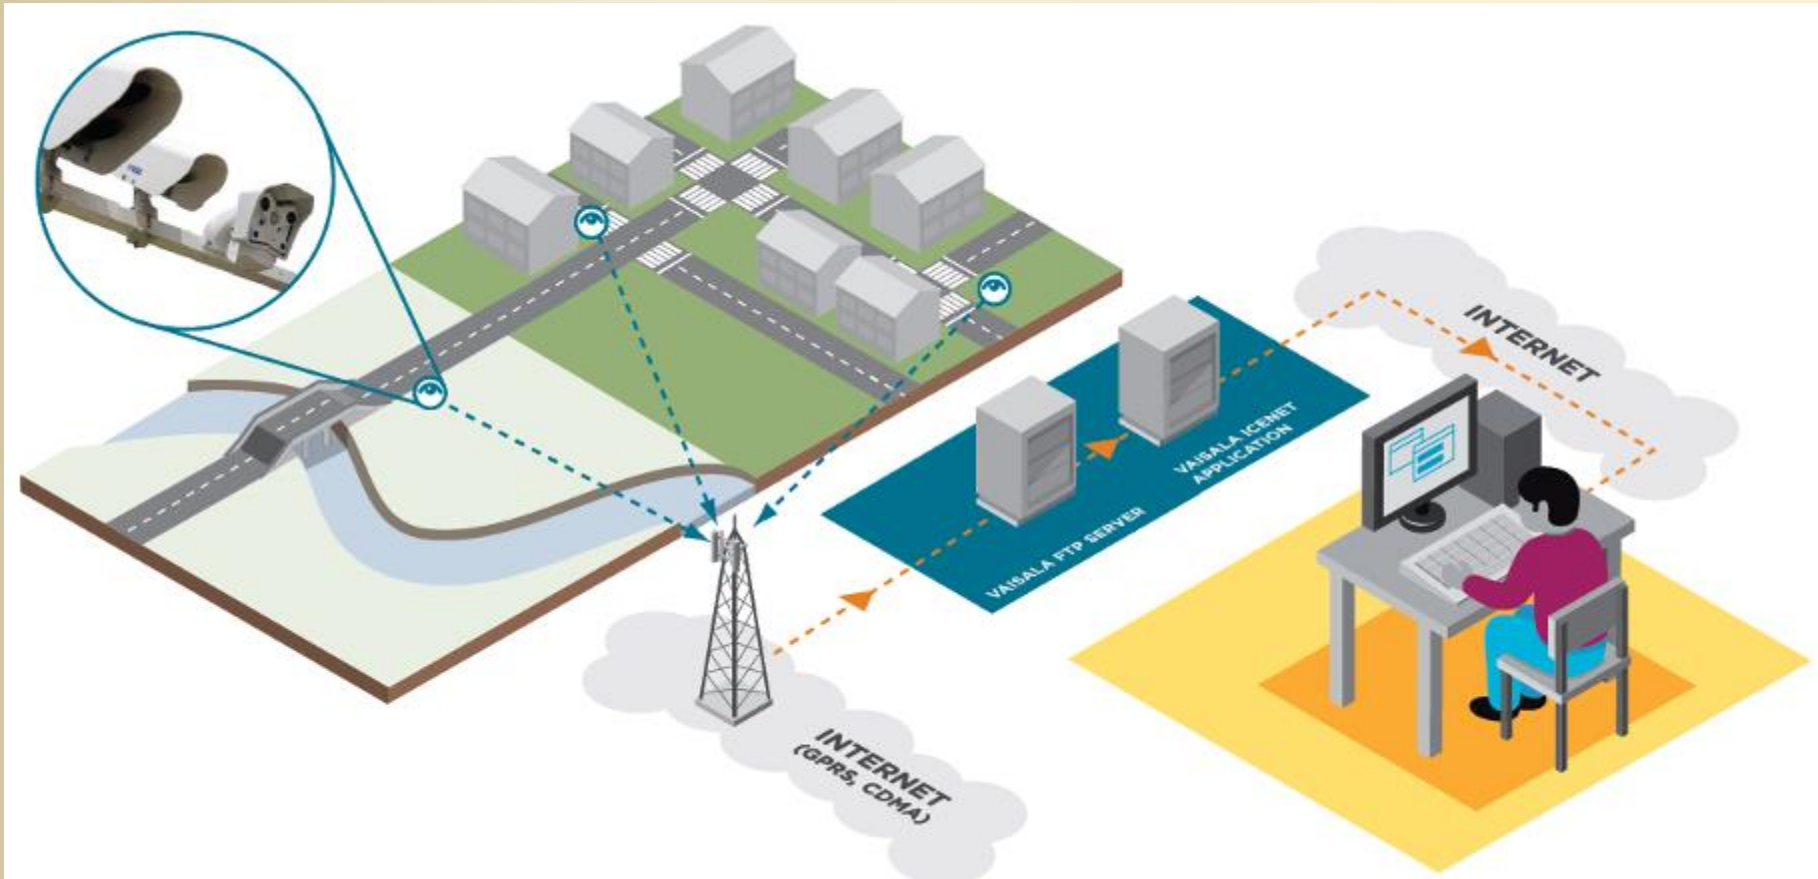 INTERNET
VAISALA ICENET
APPLICATION
VAISALA FTP SERVER
INTERNET
(GPRS, CDMA)